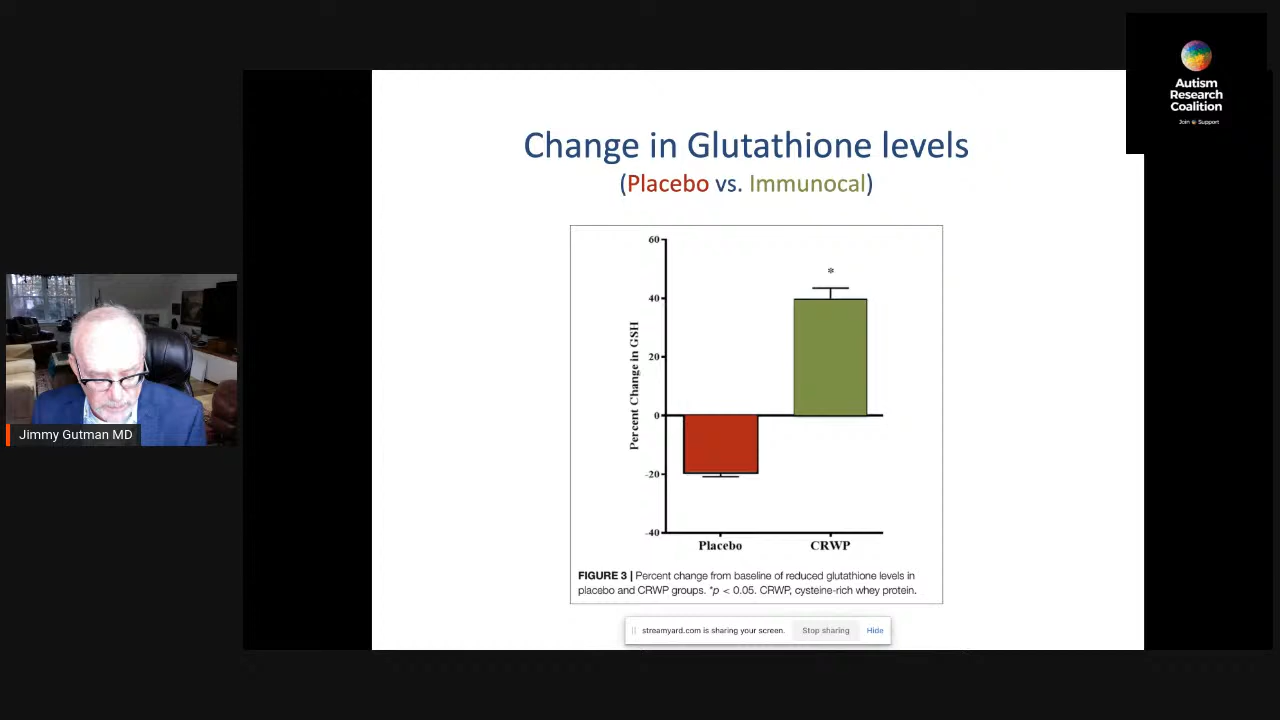 Autism
Research
Coalition
Join Support
Change in Glutathione levels
(Placebo vs. Immunocal)
60
*
40
20
0
-20
-40
Percent Change in GSH
Placebo CRWP
FIGURE 3 | Percent change from baseline of reduced glutathione levels in
placebo and CRWP groups. *p < 0.05. CRWP, cysteine-rich whey protein.
Jimmy Gutman MD
streamyard.com is sharing your screen. Stop sharing Hide